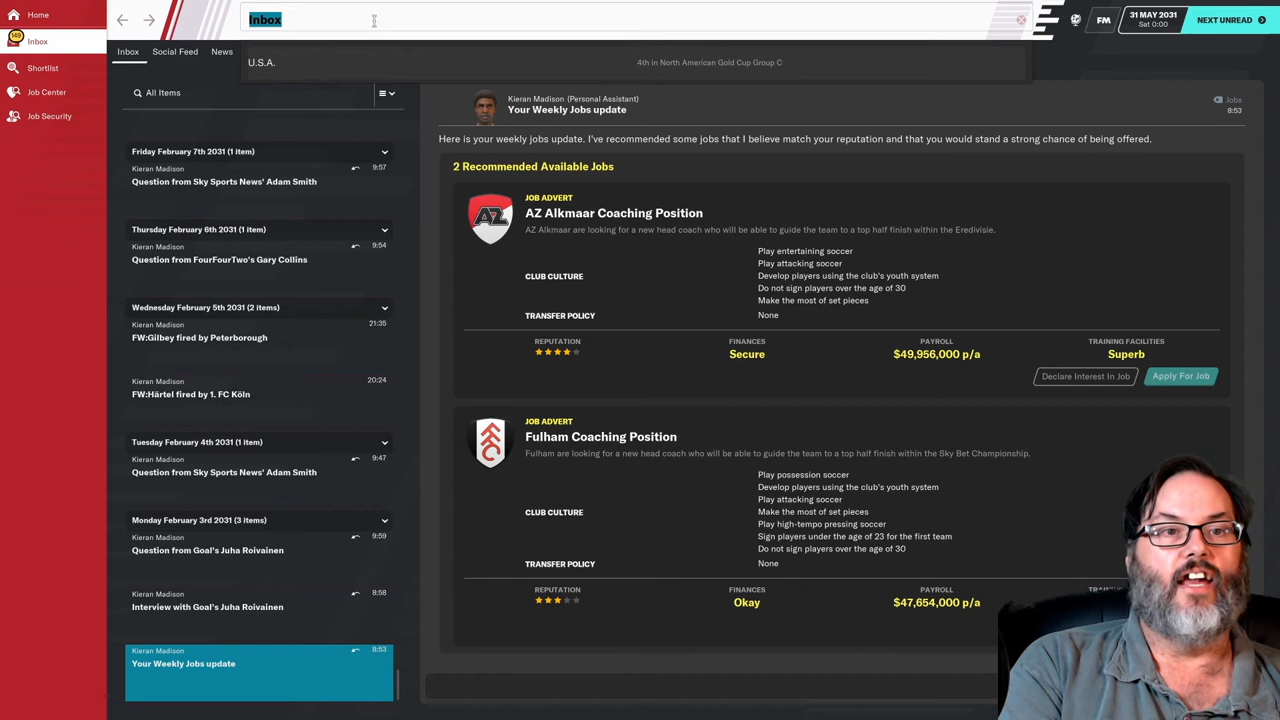 Home
Inbox
149
Inbox
Shortlist
Job Center
Job Security
FM
31 MAY 2031
Sat 0:00
NEXT UNREAD
Inbox
Social Feed
News
U.S.A.
4th in North American Gold Cup Group C
All Items
Friday February 7th 2031 (1 item)
Kieran Madison
9:57
Question from Sky Sports News' Adam Smith
Thursday February 6th 2031 (1 item)
Kieran Madison
9:54
Question from FourFourTwo's Gary Collins
Wednesday February 5th 2031 (2 items)
Kieran Madison
21:35
FW:Gilbey fired by Peterborough
Kieran Madison
20:24
FW:Härtel fired by 1. FC Köln
Tuesday February 4th 2031 (1 item)
Kieran Madison
9:47
Question from Sky Sports News' Adam Smith
Monday February 3rd 2031 (3 items)
Kieran Madison
9:59
Question from Goal's Juha Roivainen
Kieran Madison
8:58
Interview with Goal's Juha Roivainen
Kieran Madison
8:53
Your Weekly Jobs update
Kieran Madison (Personal Assistant)
Your Weekly Jobs update
Jobs
8:53
Here is your weekly jobs update. I've recommended some jobs that I believe match your reputation and that you would stand a strong chance of being offered.
2 Recommended Available Jobs
AZ
JOB ADVERT
AZ Alkmaar Coaching Position
AZ Alkmaar are looking for a new head coach who will be able to guide the team to a top half finish within the Eredivisie.
CLUB CULTURE
Play entertaining soccer
Play attacking soccer
Develop players using the club's youth system
Do not sign players over the age of 30
Make the most of set pieces
TRANSFER POLICY
None
REPUTATION
FINANCES
Secure
PAYROLL
$49,956,000 p/a
TRAINING FACILITIES
Superb
Declare Interest In Job
Apply For Job
FFC
JOB ADVERT
Fulham Coaching Position
Fulham are looking for a new head coach who will be able to guide the team to a top half finish within the Sky Bet Championship.
CLUB CULTURE
Play possession soccer
Develop players using the club's youth system
Play attacking soccer
Make the most of set pieces
Play high-tempo pressing soccer
Sign players under the age of 23 for the first team
Do not sign players over the age of 30
TRANSFER POLICY
None
REPUTATION
FINANCES
Okay
PAYROLL
$47,654,000 p/a